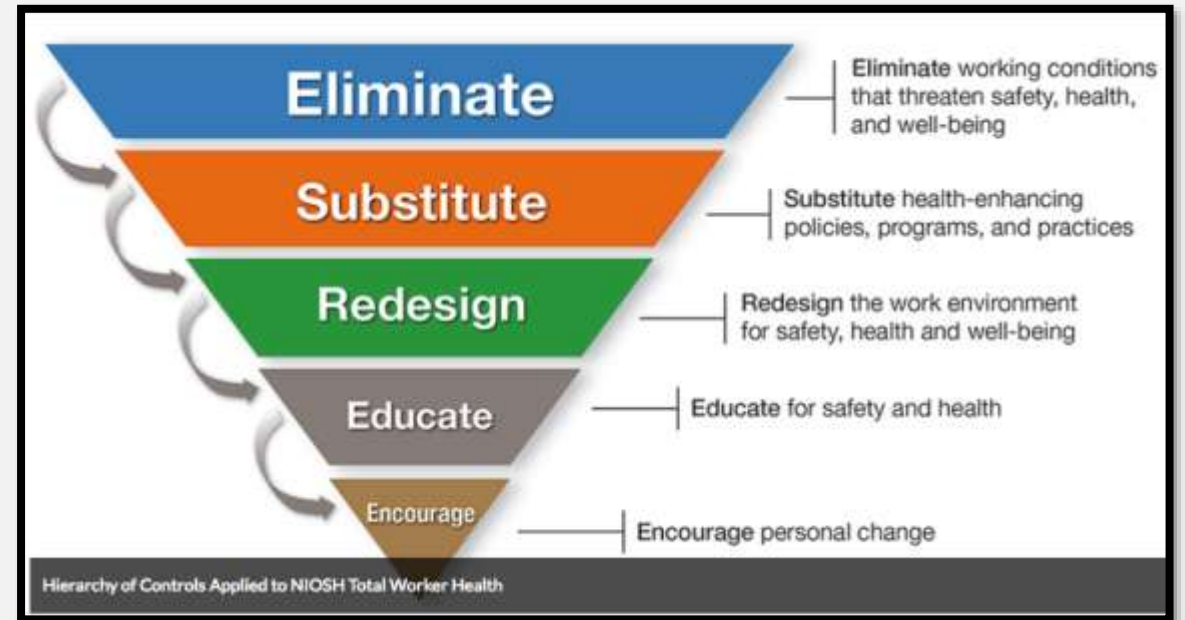 Eliminate
Eliminate working conditions
that threaten safety, health,
and well-being
Substitute
Substitute health-enhancing
policies, programs, and practices
Redesign
Redesign the work environment
for safety, health and well-being
Educate
Educate for safety and health
Encourage
Encourage personal change
Hierarchy of Controls Applied to NIOSH Total Worker Health